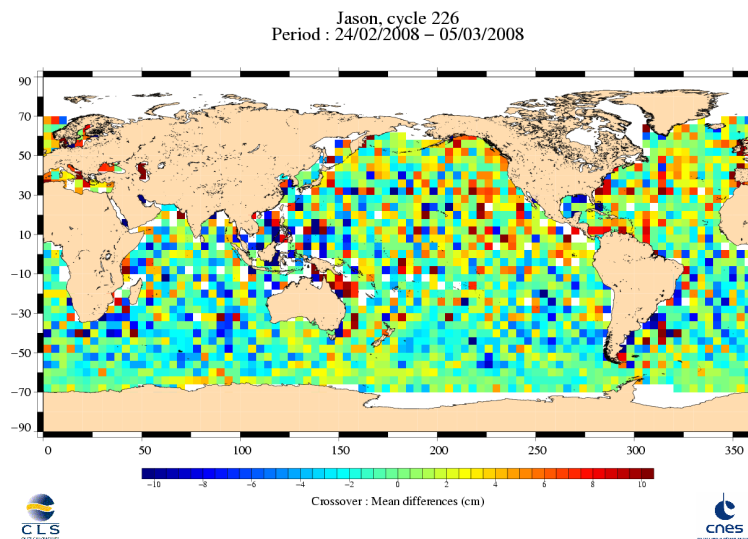 Jason, cycle 226
Period : 24/02/2008 − 05/03/2008
90
70
50
30
10
−10
−30
−50
−70
−90
0 50 100 150 200 250 300 350
−10 −8 −6 −4 −2 0 2 4 6 8 10
Crossover : Mean differences (cm)
CLS
cnes